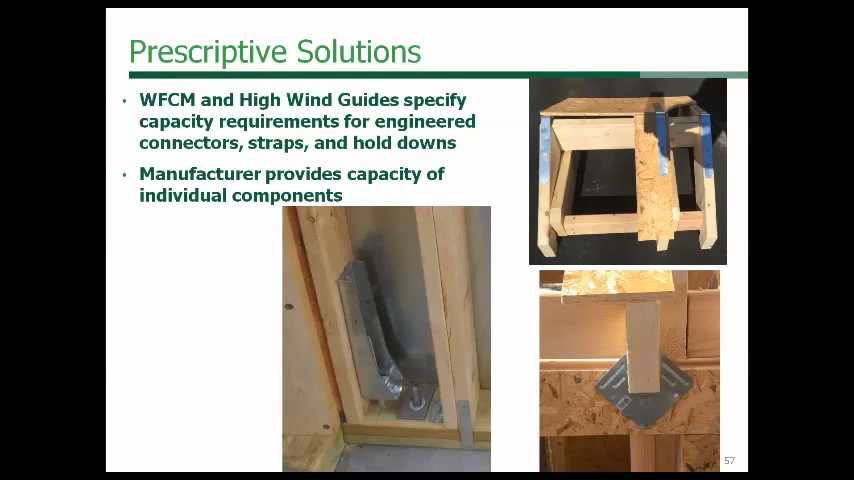 Prescriptive Solutions
• WFCM and High Wind Guides specify
capacity requirements for engineered
connectors, straps, and hold downs
• Manufacturer provides capacity of
individual components
57